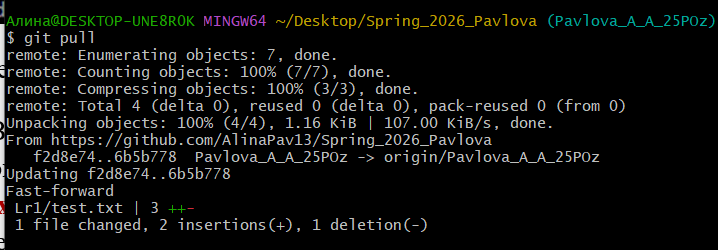 Алина@DESKTOP-UNE8ROK MINGW64 ~/Desktop/Spring_2026_Pavlova (Pavlova_A_A_25POz)
$ git pull
remote: Enumerating objects: 7, done.
remote: Counting objects: 100% (7/7), done.
remote: Compressing objects: 100% (3/3), done.
remote: Total 4 (delta 0), reused 0 (delta 0), pack-reused 0 (from 0)
Unpacking objects: 100% (4/4), 1.16 KiB | 107.00 KiB/s, done.
From https://github.com/AlinaPav13/Spring_2026_Pavlova
   f2d8e74..6b5b778  Pavlova_A_A_25POz -> origin/Pavlova_A_A_25POz
Updating f2d8e74..6b5b778
Fast-forward
 Lr1/test.txt | 3 ++-
 1 file changed, 2 insertions(+), 1 deletion(-)